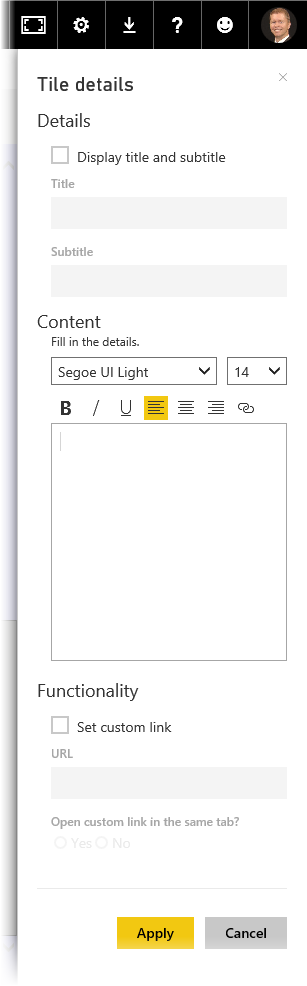 Tile details
Details
Display title and subtitle
Title
Subtitle
Content
Fill in the details.
Segoe UI Light 14
B / U
Functionality
Set custom link
URL
Open custom link in the same tab?
Yes No
Apply Cancel